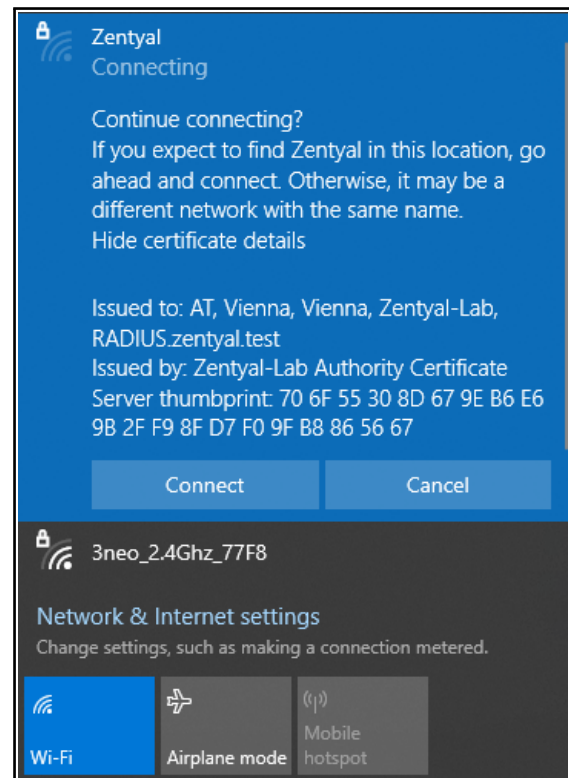 Zentyal
Connecting
Continue connecting?
If you expect to find Zentyal in this location, go
ahead and connect. Otherwise, it may be a
different network with the same name.
Hide certificate details
Issued to: AT, Vienna, Vienna, Zentyal-Lab,
RADIUS.zentyal.test
Issued by: Zentyal-Lab Authority Certificate
Server thumbprint: 70 6F 55 30 8D 67 9E B6 E6
9B 2F F9 8F D7 F0 9F B8 86 56 67
Connect Cancel
3neo_2.4Ghz_77F8
Network & Internet settings
Change settings, such as making a connection metered.
Wi-Fi
Airplane mode
Mobile
hotspot